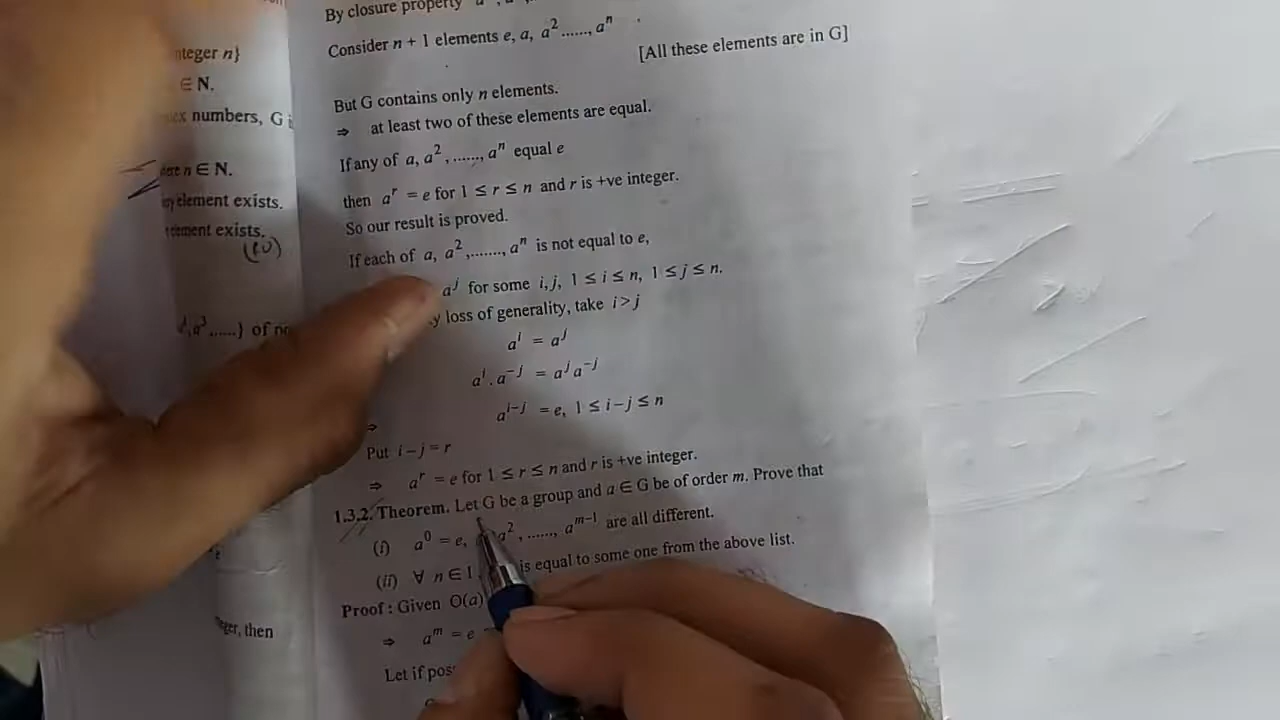 nteger n}
∈ N.
x numbers, G i
n ∈ N.
element exists.
element exists.
,a³,......} of
ger, then
By closure property
Consider n + 1 elements e, a, a² ......, aⁿ
[All these elements are in G]
But G contains only n elements.
⇒ at least two of these elements are equal.
If any of a, a² , ......, aⁿ equal e
then aʳ = e for 1 ≤ r ≤ n and r is +ve integer.
So our result is proved.
If each of a, a² ,......., aⁿ is not equal to e,
aʲ for some i,j, 1 ≤ i ≤ n, 1 ≤ j ≤ n.
y loss of generality, take i > j
aⁱ = aʲ
aⁱ . a⁻ʲ = aʲ a⁻ʲ
⇒ aⁱ⁻ʲ = e, 1 ≤ i – j ≤ n
Put i – j = r
⇒ aʳ = e for 1 ≤ r ≤ n and r is +ve integer.
1.3.2. Theorem. Let G be a group and a ∈ G be of order m. Prove that
(i) a⁰ = e, a² , ......, aᵐ⁻¹ are all different.
(ii) ∀ n ∈ is equal to some one from the above list.
Proof : Given O(a)
⇒ aᵐ = e
Let if pos